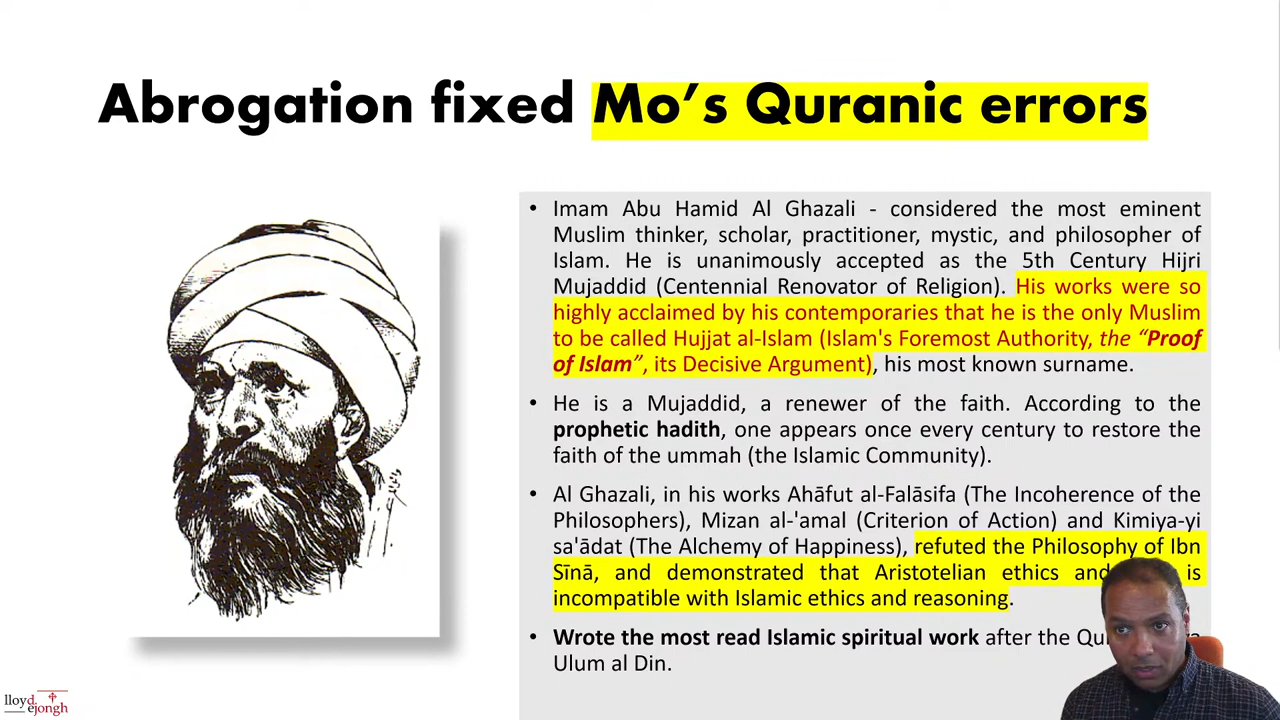 Abrogation fixed Mo’s Quranic errors
• Imam Abu Hamid Al Ghazali - considered the most eminent
Muslim thinker, scholar, practitioner, mystic, and philosopher of
Islam. He is unanimously accepted as the 5th Century Hijri
Mujaddid (Centennial Renovator of Religion). His works were so
highly acclaimed by his contemporaries that he is the only Muslim
to be called Hujjat al-Islam (Islam's Foremost Authority, the “Proof
of Islam”, its Decisive Argument), his most known surname.
• He is a Mujaddid, a renewer of the faith. According to the
prophetic hadith, one appears once every century to restore the
faith of the ummah (the Islamic Community).
• Al Ghazali, in his works Ahāfut al-Falāsifa (The Incoherence of the
Philosophers), Mizan al-'amal (Criterion of Action) and Kimiya-yi
sa'ādat (The Alchemy of Happiness), refuted the Philosophy of Ibn
Sīnā, and demonstrated that Aristotelian ethics and is
incompatible with Islamic ethics and reasoning.
• Wrote the most read Islamic spiritual work after the
Ulum al Din.
lloyd
ejongh